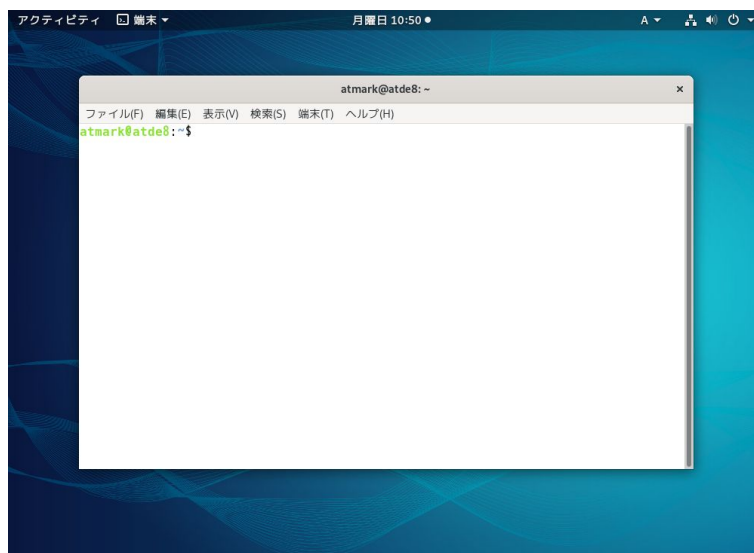 アクティビティ 端末 月曜日 10:50 A
atmark@atde8: ~ ×
ファイル(F) 編集(E) 表示(V) 検索(S) 端末(T) ヘルプ(H)
atmark@atde8:~$